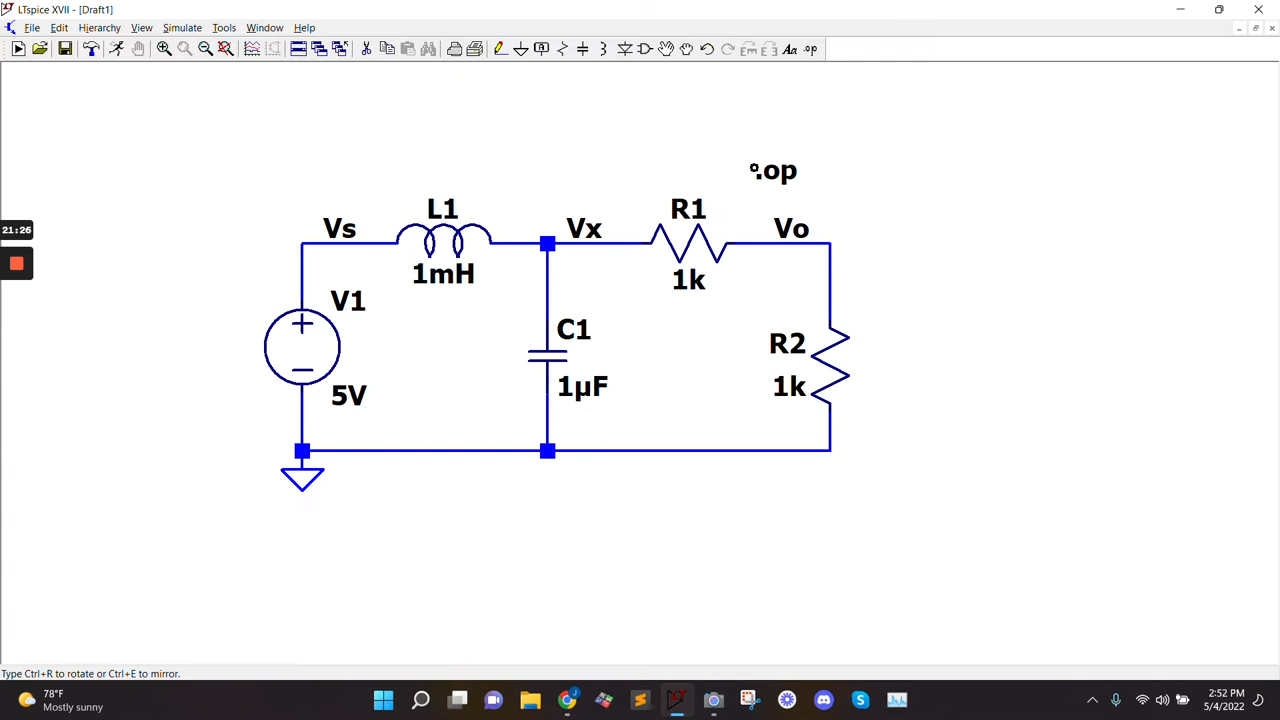 LTspice XVII - [Draft1]
File Edit Hierarchy View Simulate Tools Window Help
.op
.op
L1
R1
Vs
Vx
Vo
21:26
1mH
1k
V1
C1
R2
1µF
1k
5V
Type Ctrl+R to rotate or Ctrl+E to mirror.
78°F
Mostly sunny
2:52 PM
5/4/2022